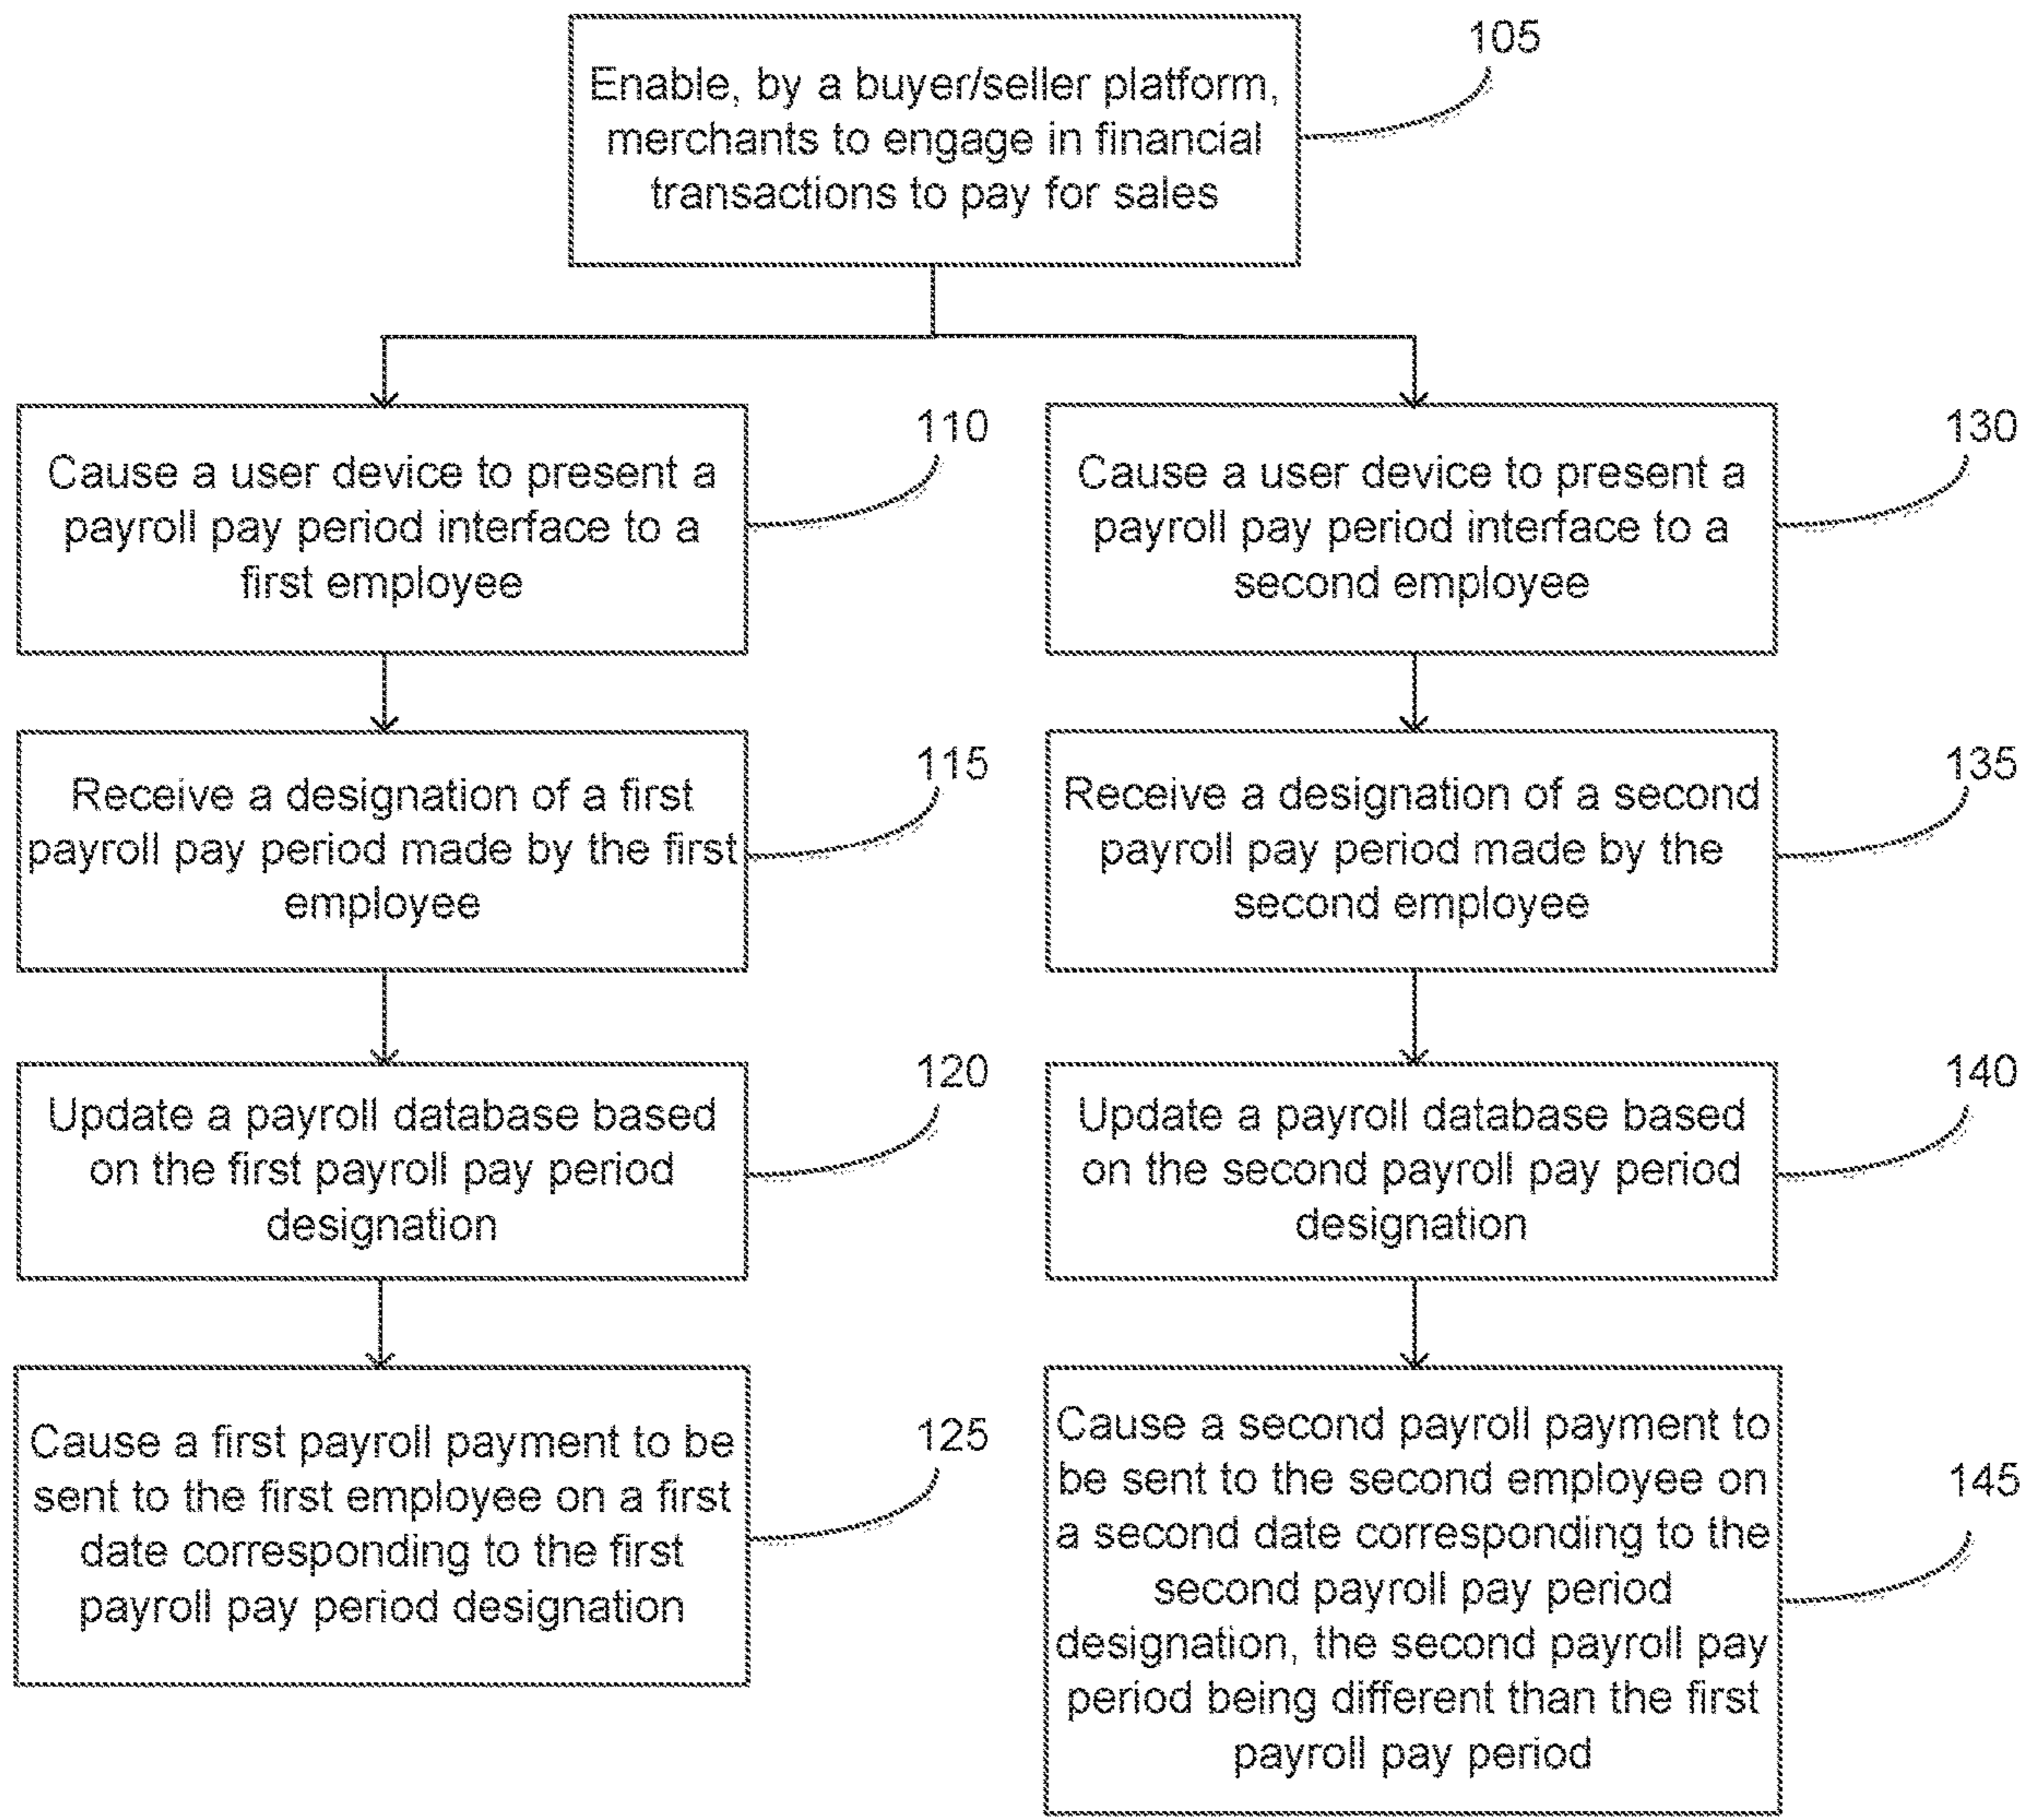 105
Enable, by a buyer/seller platform,
merchants to engage in financial
transactions to pay for sales
110
Cause a user device to present a
payroll pay period interface to a
first employee
115
Receive a designation of a first
payroll pay period made by the first
employee
120
Update a payroll database based
on the first payroll pay period
designation
125
Cause a first payroll payment to be
sent to the first employee on a first
date corresponding to the first
payroll pay period designation
130
Cause a user device to present a
payroll pay period interface to a
second employee
135
Receive a designation of a second
payroll pay period made by the
second employee
140
Update a payroll database based
on the second payroll pay period
designation
145
Cause a second payroll payment to
be sent to the second employee on
a second date corresponding to the
second payroll pay period
designation, the second payroll pay
period being different than the first
payroll pay period